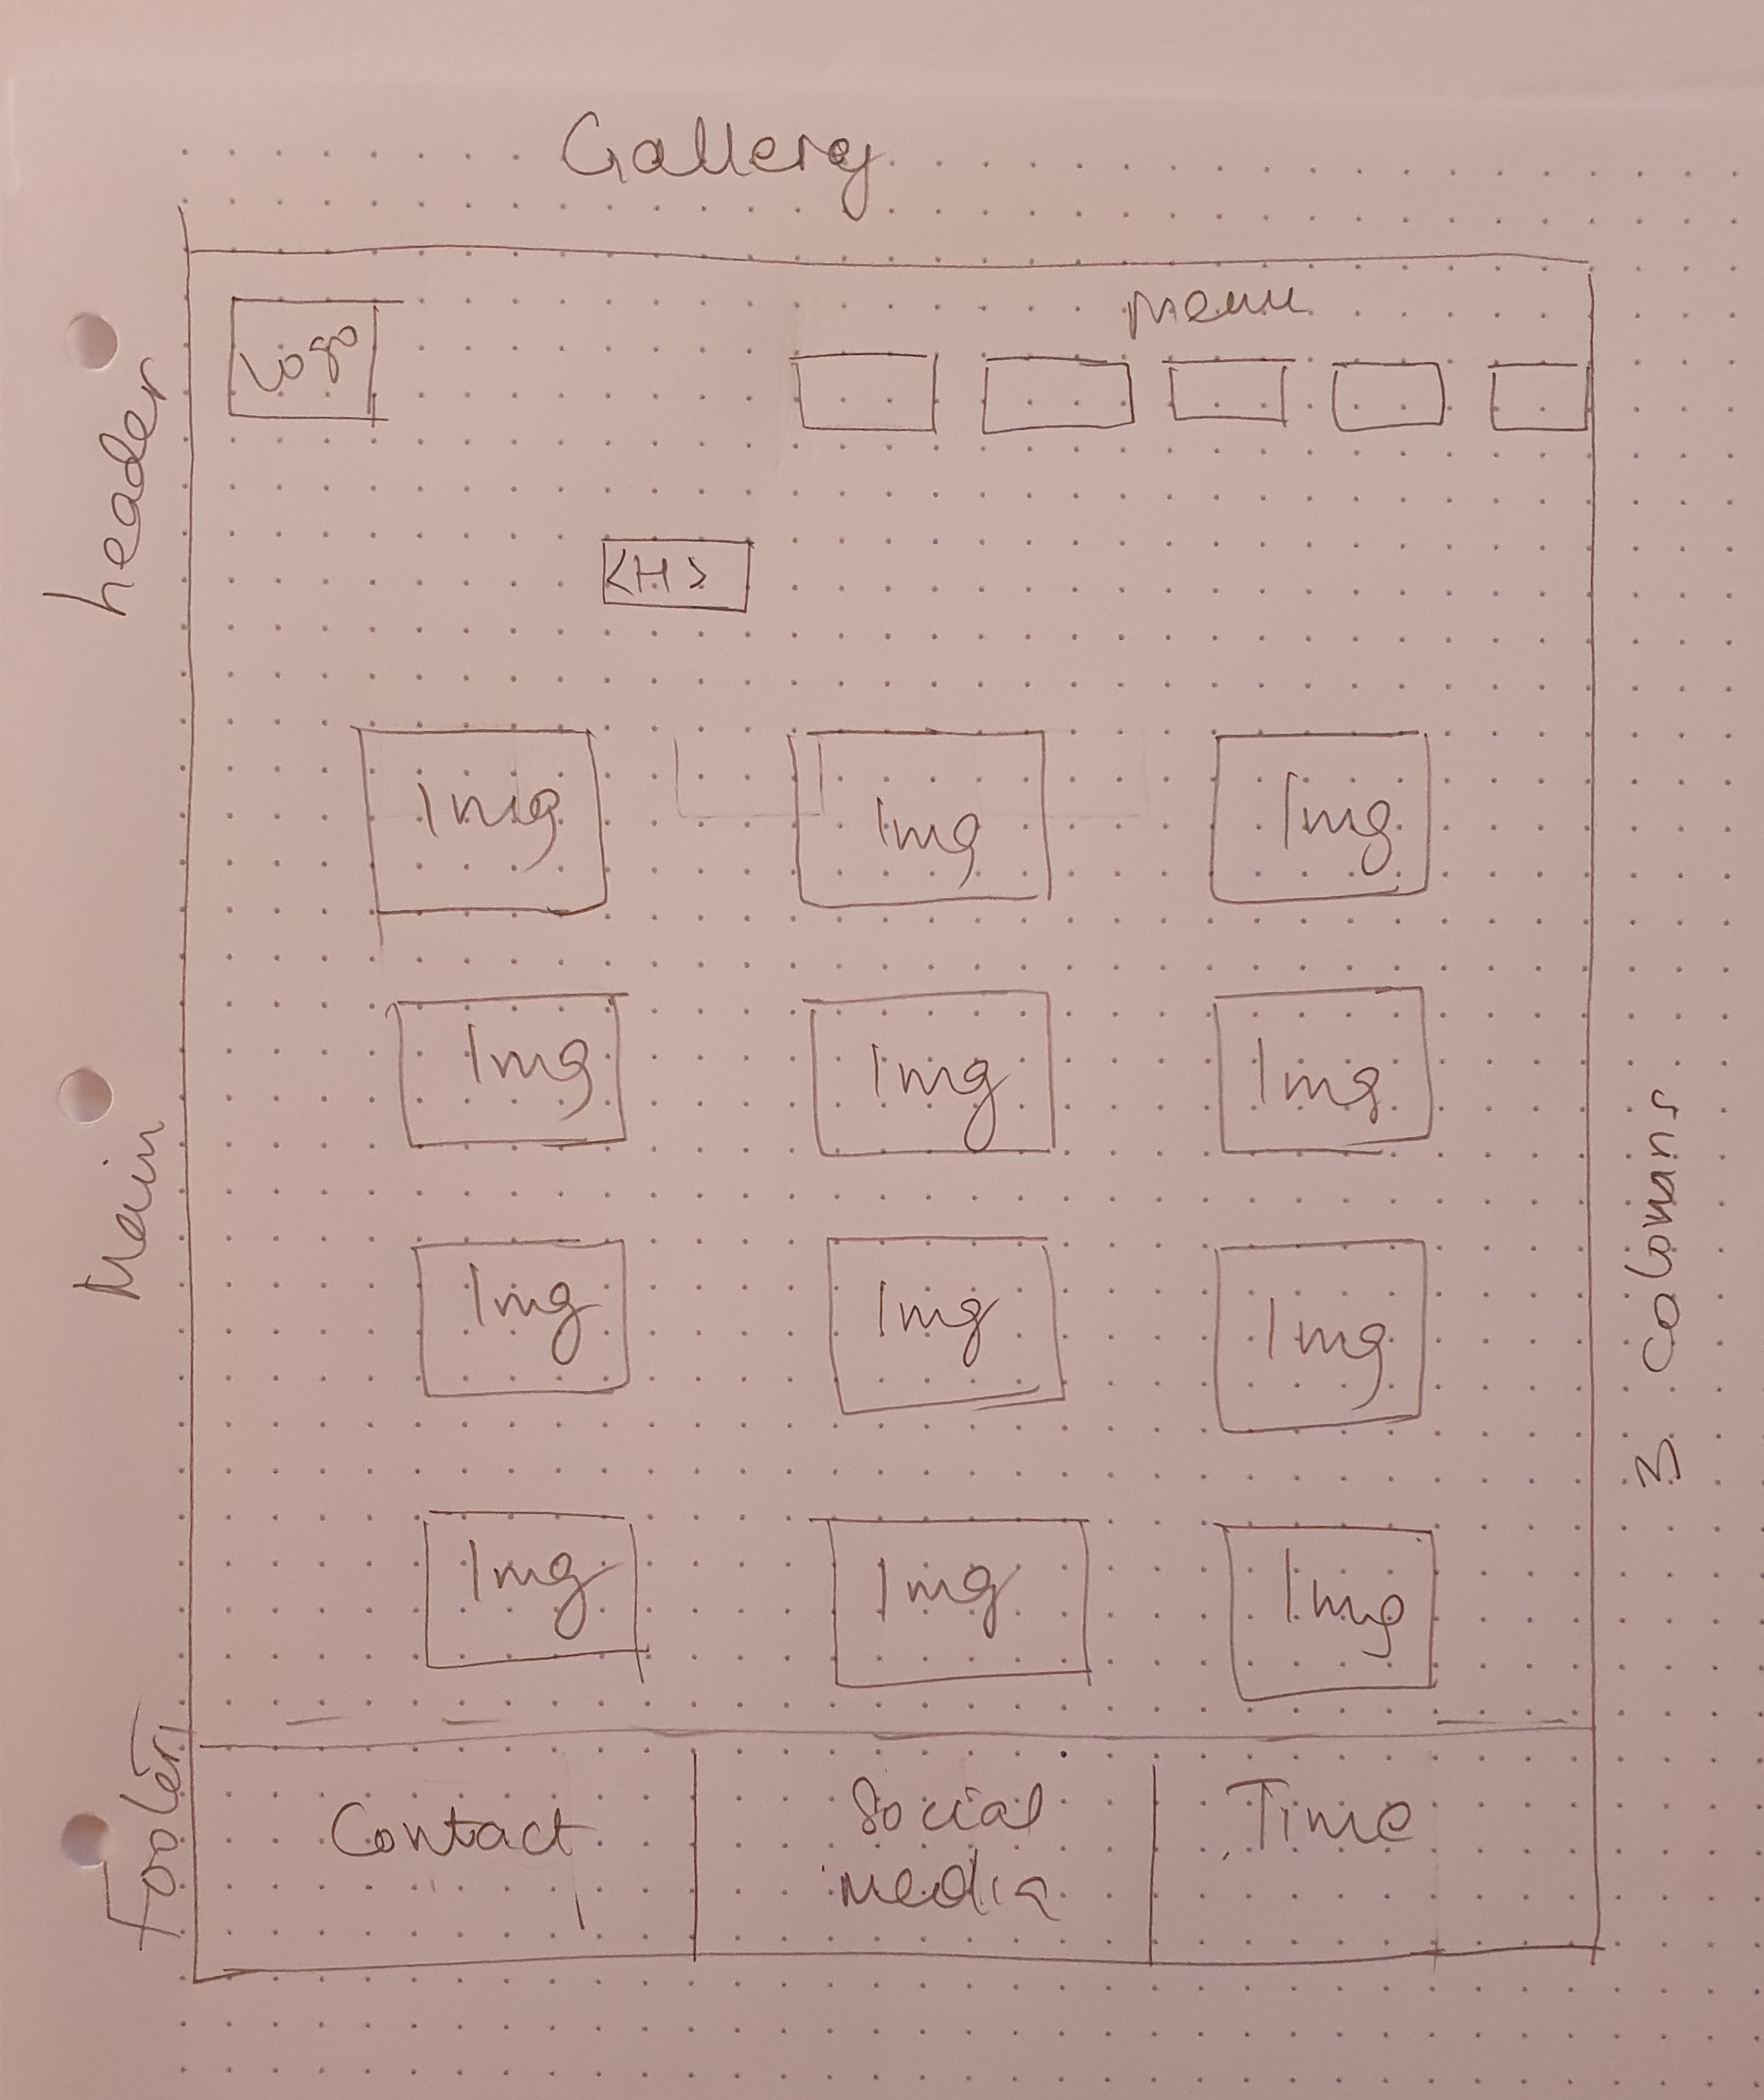 Gallery
menu
Logo
header
<H>
Img Img Img
Img Img Img
Main
3 colomans
Img Img Img
Img Img Img
Footer
Contact
Social
media
Time